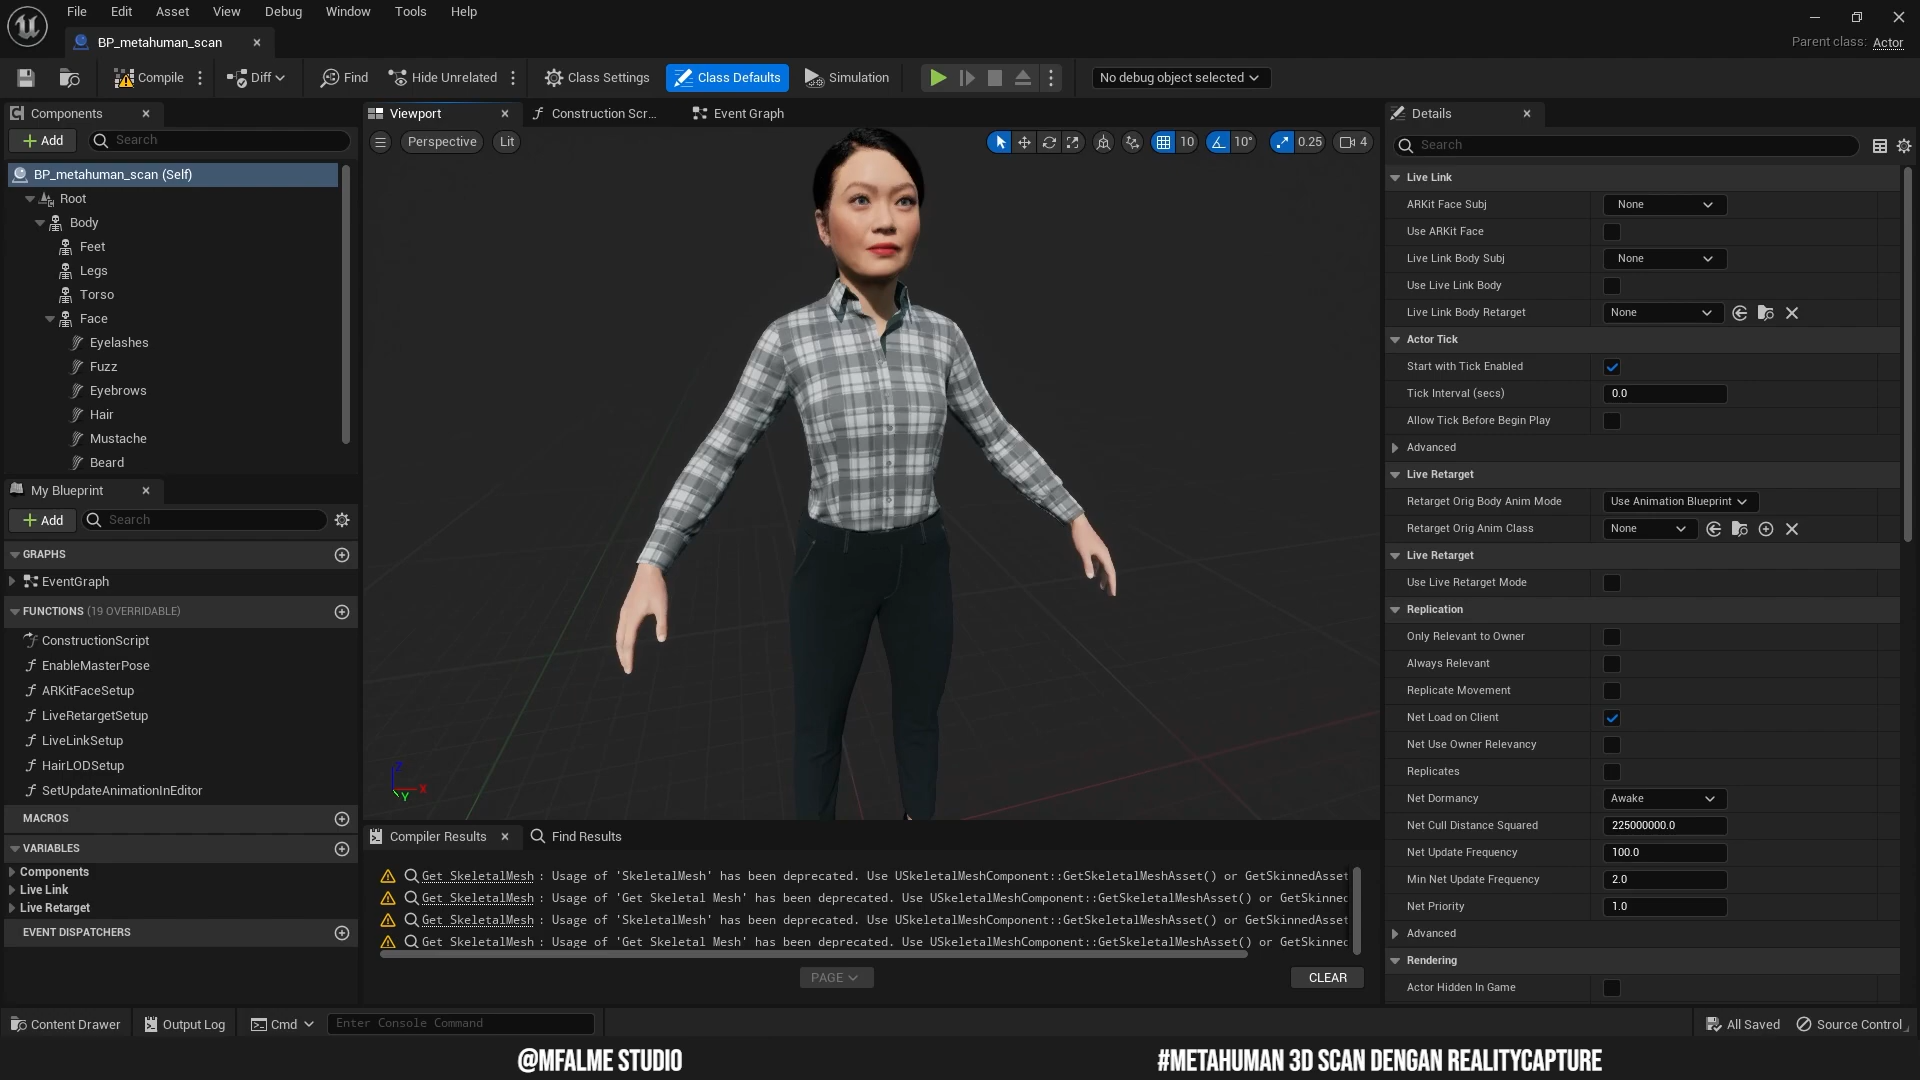 File Edit Asset View Debug Window Tools Help
BP_metahuman_scan
Parent class: Actor
Compile Diff Find Hide Unrelated Class Settings Class Defaults Simulation No debug object selected
Components
Add Search
BP_metahuman_scan (Self)
Root
Body
Feet
Legs
Torso
Face
Eyelashes
Fuzz
Eyebrows
Hair
Mustache
Beard
My Blueprint
Add Search
GRAPHS
EventGraph
FUNCTIONS (19 OVERRIDABLE)
ConstructionScript
EnableMasterPose
ARKitFaceSetup
LiveRetargetSetup
LiveLinkSetup
HairLODSetup
SetUpdateAnimationInEditor
MACROS
VARIABLES
Components
Live Link
Live Retarget
EVENT DISPATCHERS
Viewport Construction Scr... Event Graph
Perspective Lit 10 10° 0.25 4
Z
X
Y
Compiler Results Find Results
Get SkeletalMesh : Usage of 'SkeletalMesh' has been deprecated. Use USkeletalMeshComponent::GetSkeletalMeshAsset() or GetSkinnedAsset
Get SkeletalMesh : Usage of 'Get Skeletal Mesh' has been deprecated. Use USkeletalMeshComponent::GetSkeletalMeshAsset() or GetSkinned
Get SkeletalMesh : Usage of 'SkeletalMesh' has been deprecated. Use USkeletalMeshComponent::GetSkeletalMeshAsset() or GetSkinnedAsset
Get SkeletalMesh : Usage of 'Get Skeletal Mesh' has been deprecated. Use USkeletalMeshComponent::GetSkeletalMeshAsset() or GetSkinne
PAGE CLEAR
Details
Search
Live Link
ARKit Face Subj None
Use ARKit Face
Live Link Body Subj None
Use Live Link Body
Live Link Body Retarget None
Actor Tick
Start with Tick Enabled
Tick Interval (secs) 0.0
Allow Tick Before Begin Play
Advanced
Live Retarget
Retarget Orig Body Anim Mode Use Animation Blueprint
Retarget Orig Anim Class None
Live Retarget
Use Live Retarget Mode
Replication
Only Relevant to Owner
Always Relevant
Replicate Movement
Net Load on Client
Net Use Owner Relevancy
Replicates
Net Dormancy Awake
Net Cull Distance Squared 225000000.0
Net Update Frequency 100.0
Min Net Update Frequency 2.0
Net Priority 1.0
Advanced
Rendering
Actor Hidden In Game
Content Drawer Output Log Cmd Enter Console Command All Saved Source Control
@MFALME STUDIO #METAHUMAN 3D SCAN DENGAN REALITYCAPTURE